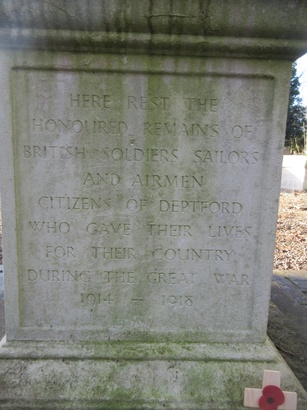 HERE REST THE
HONOURED REMAINS OF
BRITISH SOLDIERS SAILORS
AND AIRMEN
CITIZENS OF DEPTFORD
WHO GAVE THEIR LIVES
FOR THEIR COUNTRY
DURING THE GREAT WAR
1914 — 1918